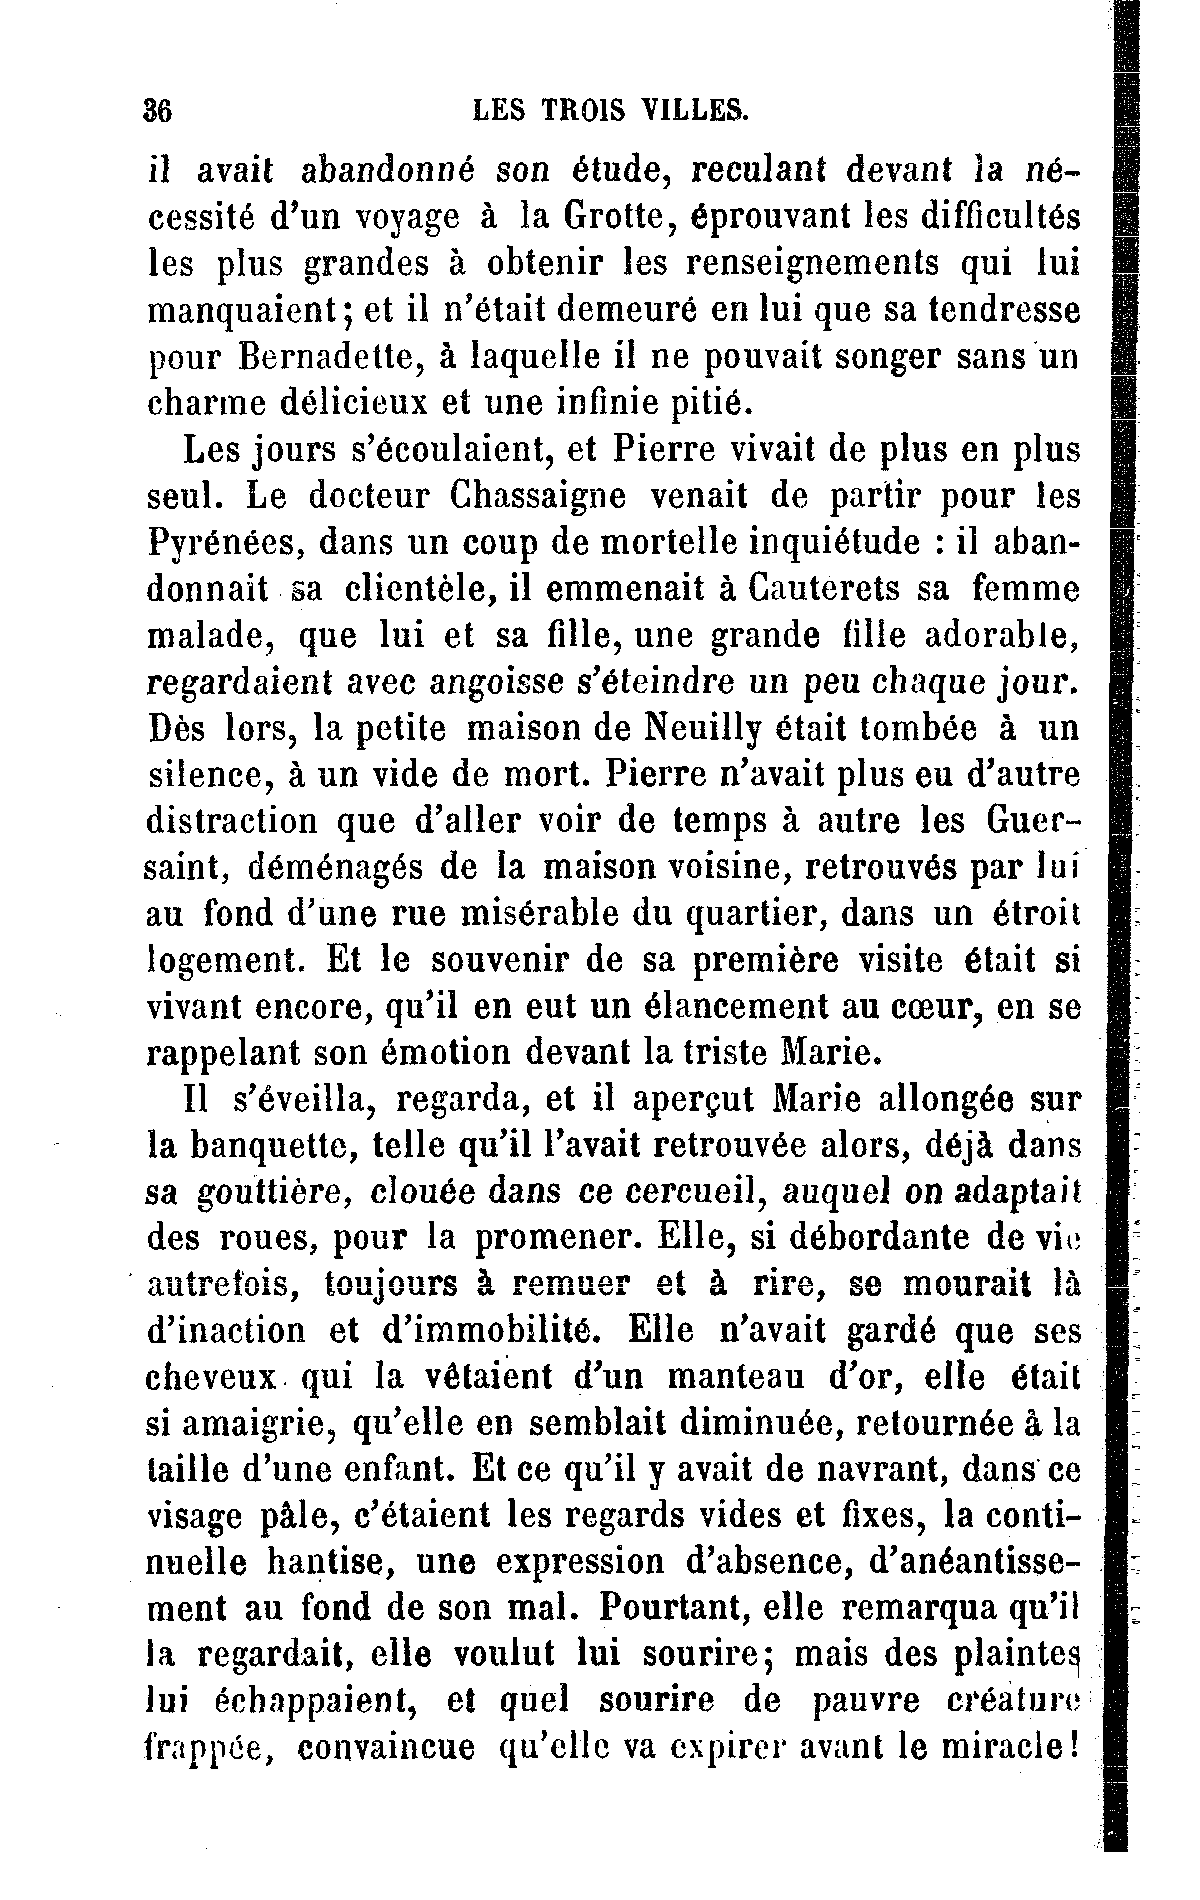 36 LES TROIS VILLES.
il avait abandonné son étude, reculant devant la né-
cessité d'un voyage à la Grotte, éprouvant les difficultés
les plus grandes à obtenir les renseignements qui lui
manquaient; et il n'était demeuré en lui que sa tendresse
pour Bernadette, à laquelle il ne pouvait songer sans un
charme délicieux et une infinie pitié.
Les jours s'écoulaient, et Pierre vivait de plus en plus
seul. Le docteur Chassaigne venait de partir pour les
Pyrénées, dans un coup de mortelle inquiétude : il aban-
donnait sa clientèle, il emmenait à Cauterets sa femme
malade, que lui et sa fille, une grande fille adorable,
regardaient avec angoisse s'éteindre un peu chaque jour.
Dès lors, la petite maison de Neuilly était tombée à un
silence, à un vide de mort. Pierre n'avait plus eu d'autre
distraction que d'aller voir de temps à autre les Guer-
saint, déménagés de la maison voisine, retrouvés par lui
au fond d'une rue misérable du quartier, dans un étroit
logement. Et le souvenir de sa première visite était si
vivant encore, qu'il en eut un élancement au cœur, en se
rappelant son émotion devant la triste Marie.
Il s'éveilla, regarda, et il aperçut Marie allongée sur
la banquette, telle qu'il l'avait retrouvée alors, déjà dans
sa gouttière, clouée dans ce cercueil, auquel on adaptait
des roues, pour la promener. Elle, si débordante de vie
autrefois, toujours à remuer et à rire, se mourait là
d'inaction et d'immobilité. Elle n'avait gardé que ses
cheveux qui la vêtaient d'un manteau d'or, elle était
si amaigrie, qu'elle en semblait diminuée, retournée à la
taille d'une enfant. Et ce qu'il y avait de navrant, dans ce
visage pâle, c'étaient les regards vides et fixes, la conti-
nuelle hantise, une expression d'absence, d'anéantisse-
ment au fond de son mal. Pourtant, elle remarqua qu'il
la regardait, elle voulut lui sourire; mais des plaintes
lui échappaient, et quel sourire de pauvre créature
frappée, convaincue qu'elle va expirer avant le miracle!